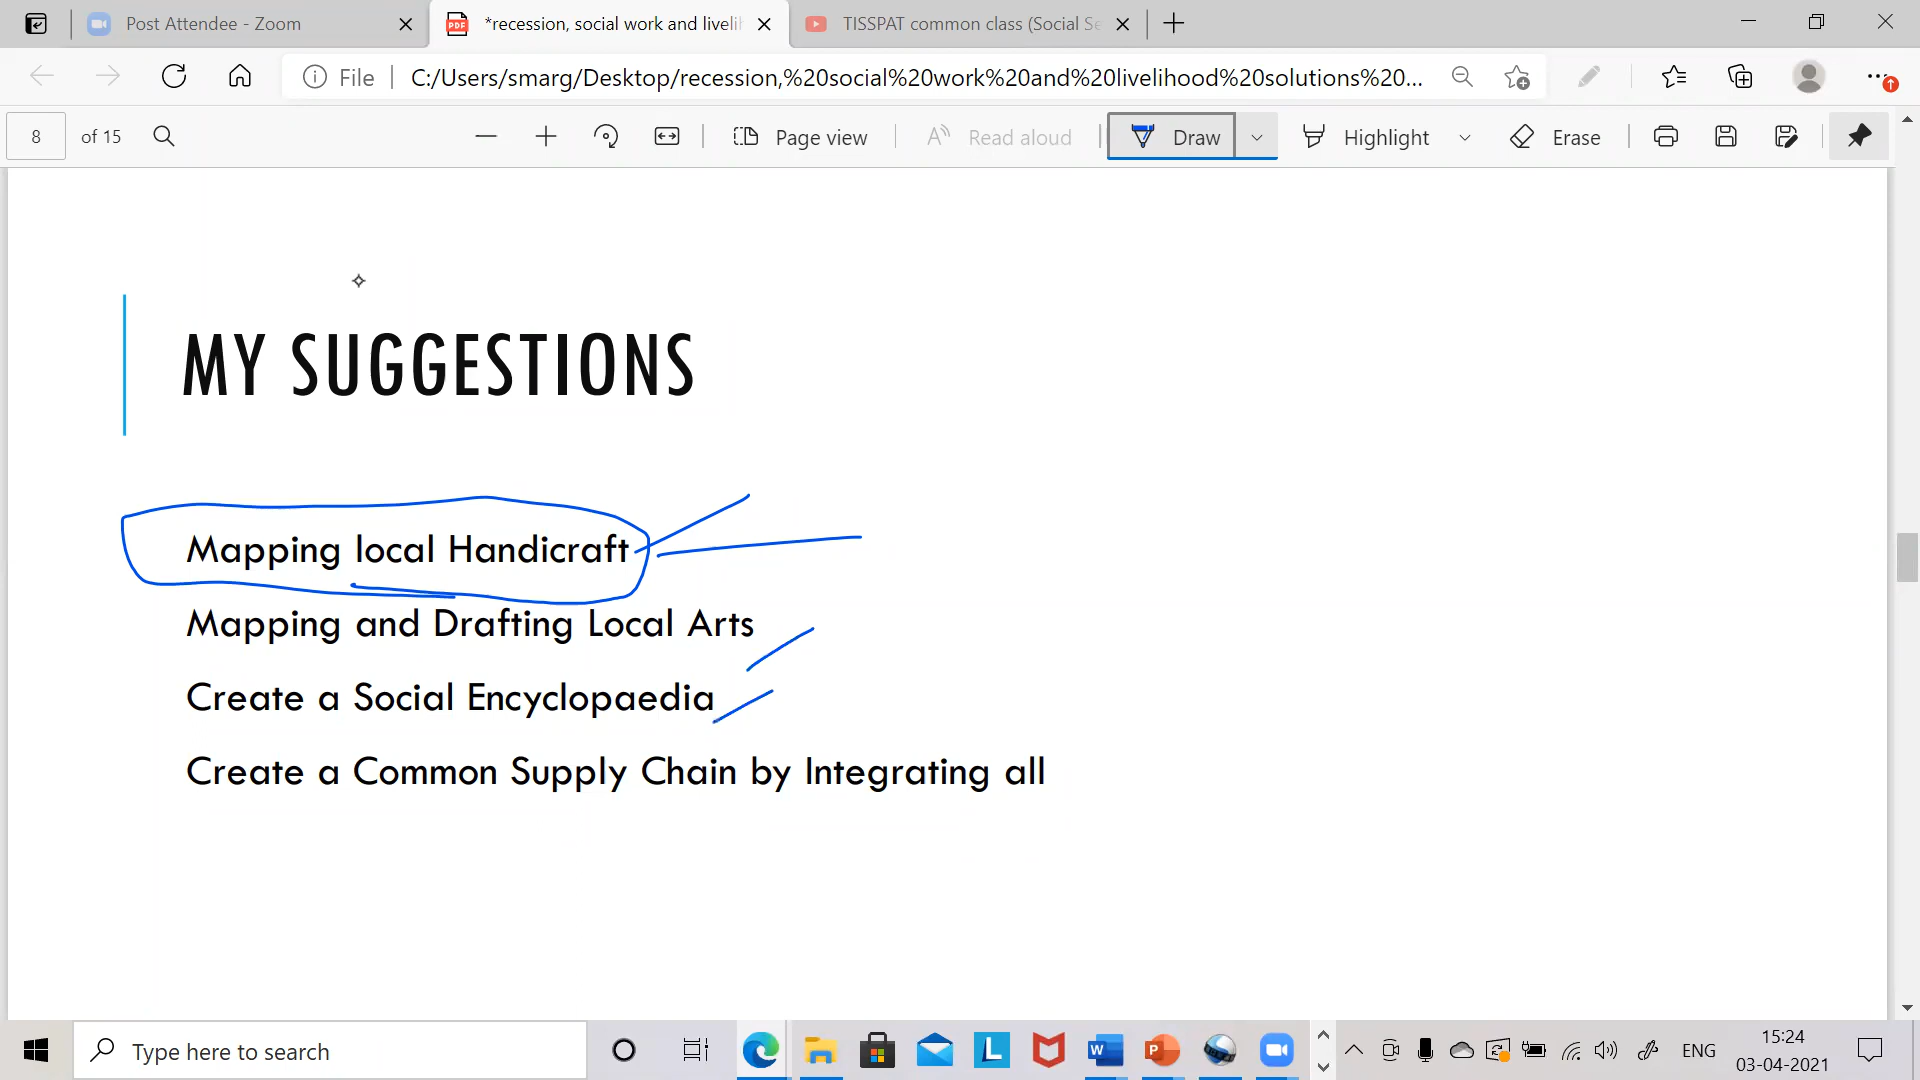 Post Attendee - Zoom
*recession, social work and liveli
TISSPAT common class (Social Se
File
C:/Users/smarg/Desktop/recession,%20social%20work%20and%20livelihood%20solutions%20...
8 of 15
Page view
Read aloud
Draw
Highlight
Erase
MY SUGGESTIONS
Mapping local Handicraft
Mapping and Drafting Local Arts
Create a Social Encyclopaedia
Create a Common Supply Chain by Integrating all
Type here to search
ENG
15:24
03-04-2021